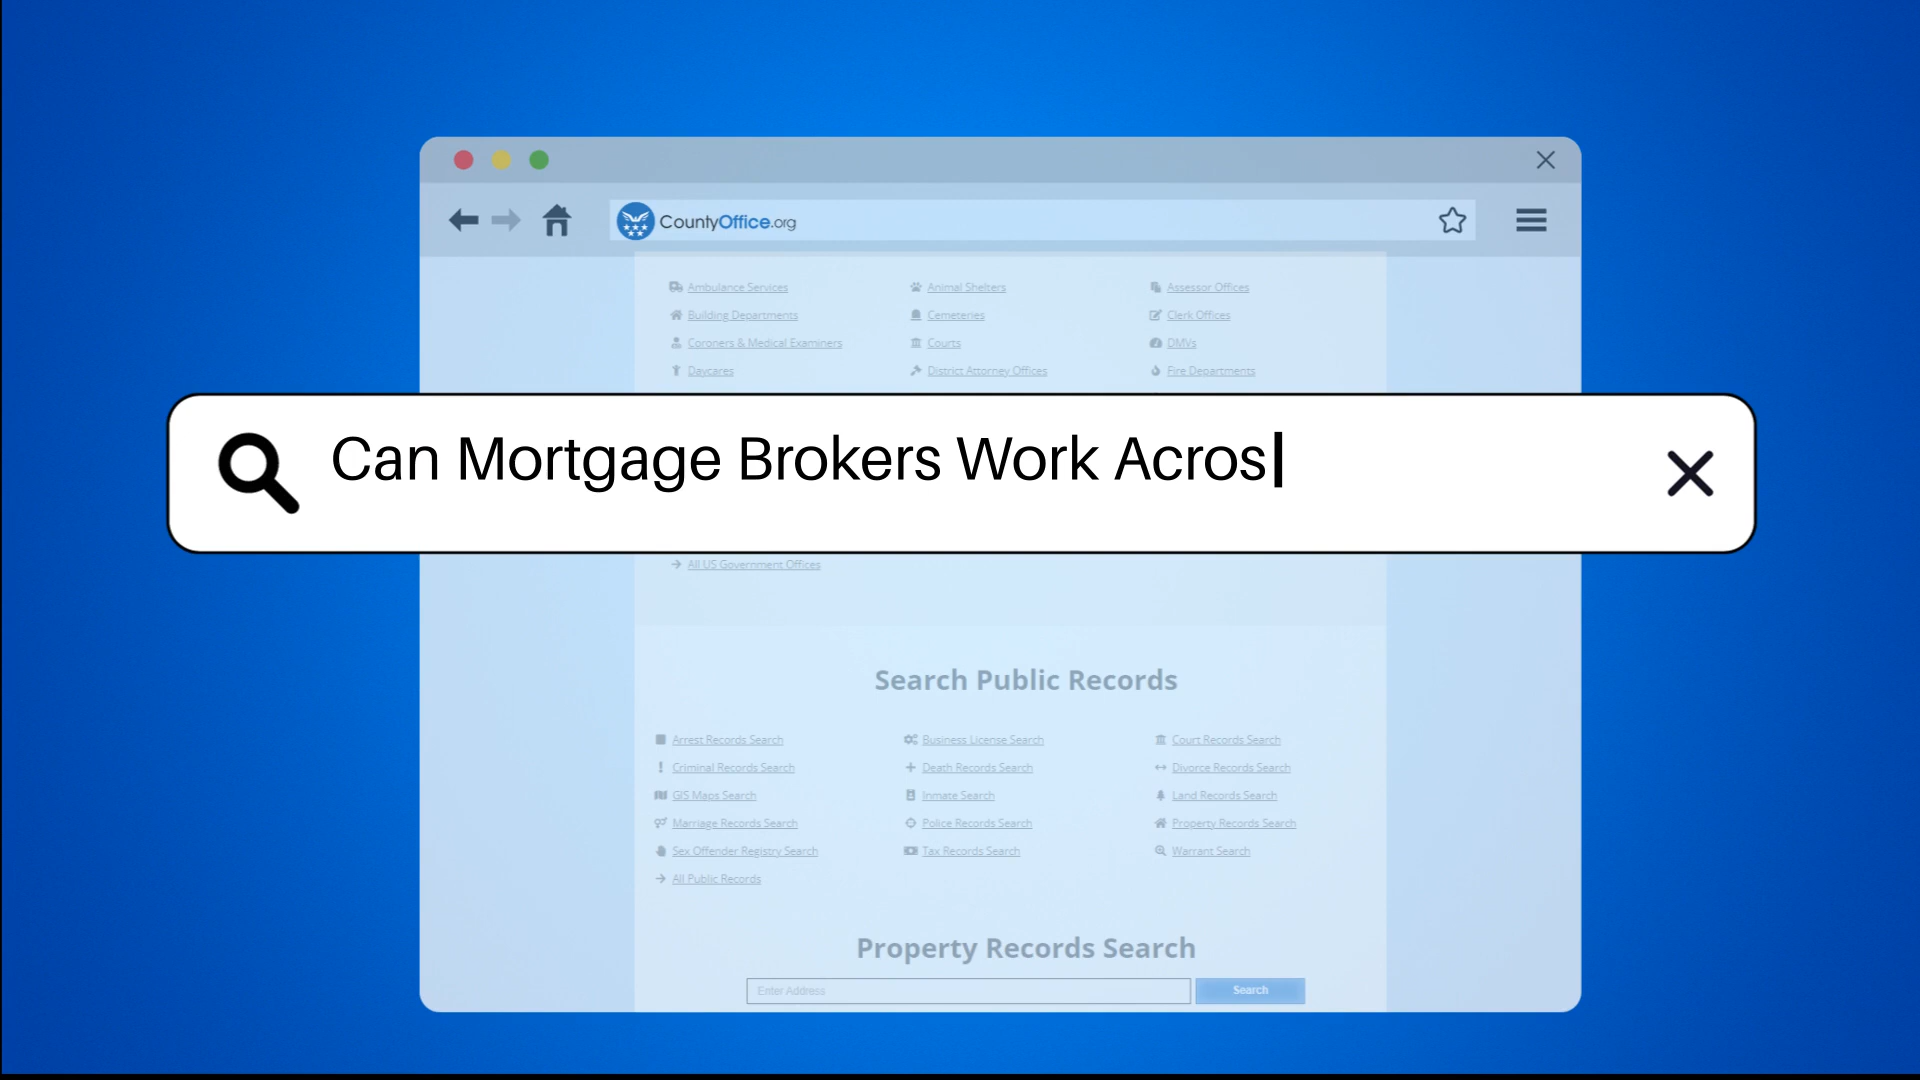 CountyOffice.org
Ambulance Services Animal Shelters Assessor Offices
Building Departments Cemeteries Clerk Offices
Coroners & Medical Examiners Courts DMVs
Daycares District Attorney Offices Fire Departments
Can Mortgage Brokers Work Acros
All US Government Offices
Search Public Records
Arrest Records Search Business License Search Court Records Search
Criminal Records Search Death Records Search Divorce Records Search
GIS Maps Search Inmate Search Land Records Search
Marriage Records Search Police Records Search Property Records Search
Sex Offender Registry Search Tax Records Search Warrant Search
All Public Records
Property Records Search
Enter Address Search